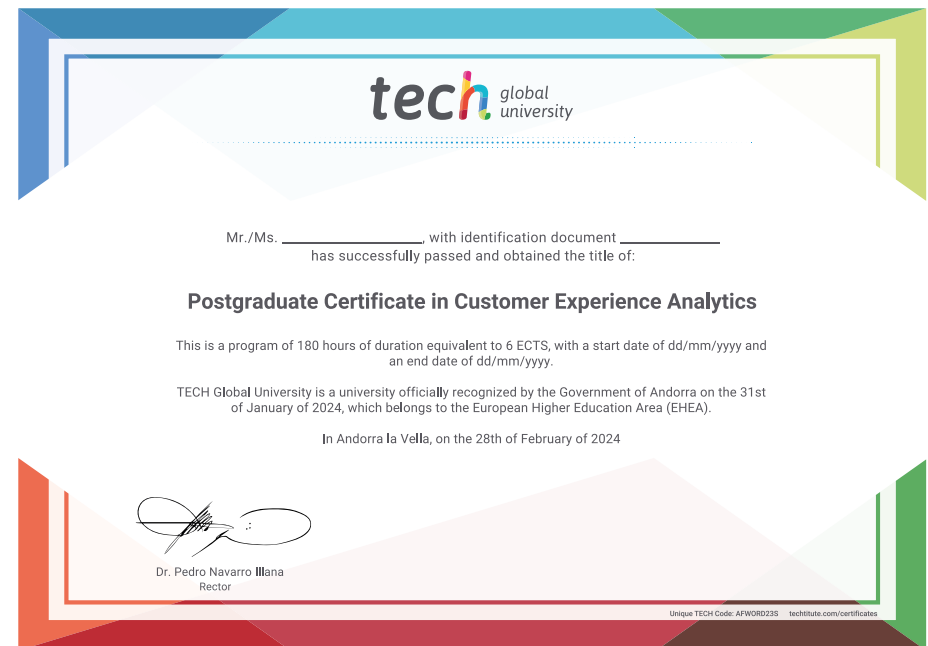 tech global university
Mr./Ms. ____________, with identification document ____________
has successfully passed and obtained the title of:
Postgraduate Certificate in Customer Experience Analytics
This is a program of 180 hours of duration equivalent to 6 ECTS, with a start date of dd/mm/yyyy and
an end date of dd/mm/yyyy.
TECH Global University is a university officially recognized by the Government of Andorra on the 31st
of January of 2024, which belongs to the European Higher Education Area (EHEA).
In Andorra la Vella, on the 28th of February of 2024
Dr. Pedro Navarro Illana
Rector
Unique TECH Code: AFWORD23S techtitute.com/certificates